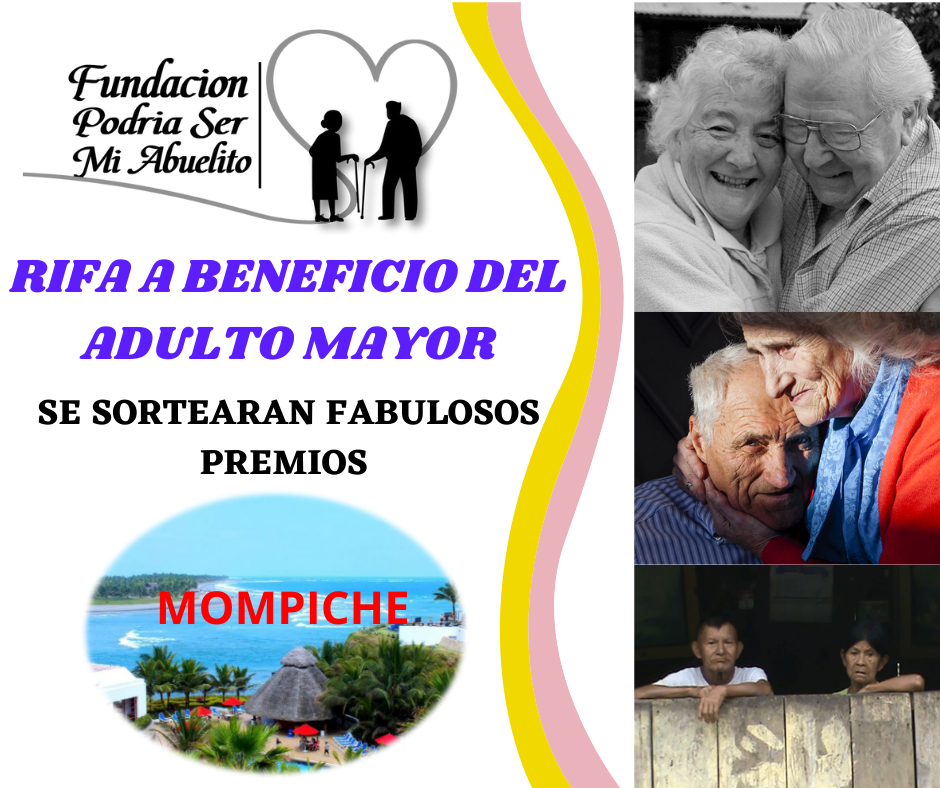 Fundacion
Podria Ser
Mi Abuelito
RIFA A BENEFICIO DEL
ADULTO MAYOR
SE SORTEARAN FABULOSOS
PREMIOS
MOMPICHE